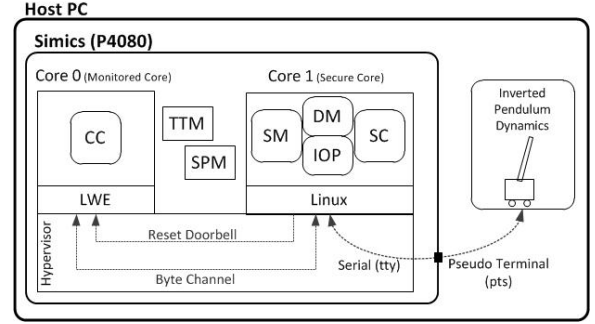 Host PC
Simics (P4080)
Core 0 (Monitored Core)
Core 1 (Secure Core)
CC
TTM
SPM
SM
DM
IOP
SC
LWE
Linux
Inverted
Pendulum
Dynamics
Hypervisor
Reset Doorbell
Byte Channel
Serial (tty)
Pseudo Terminal
(pts)